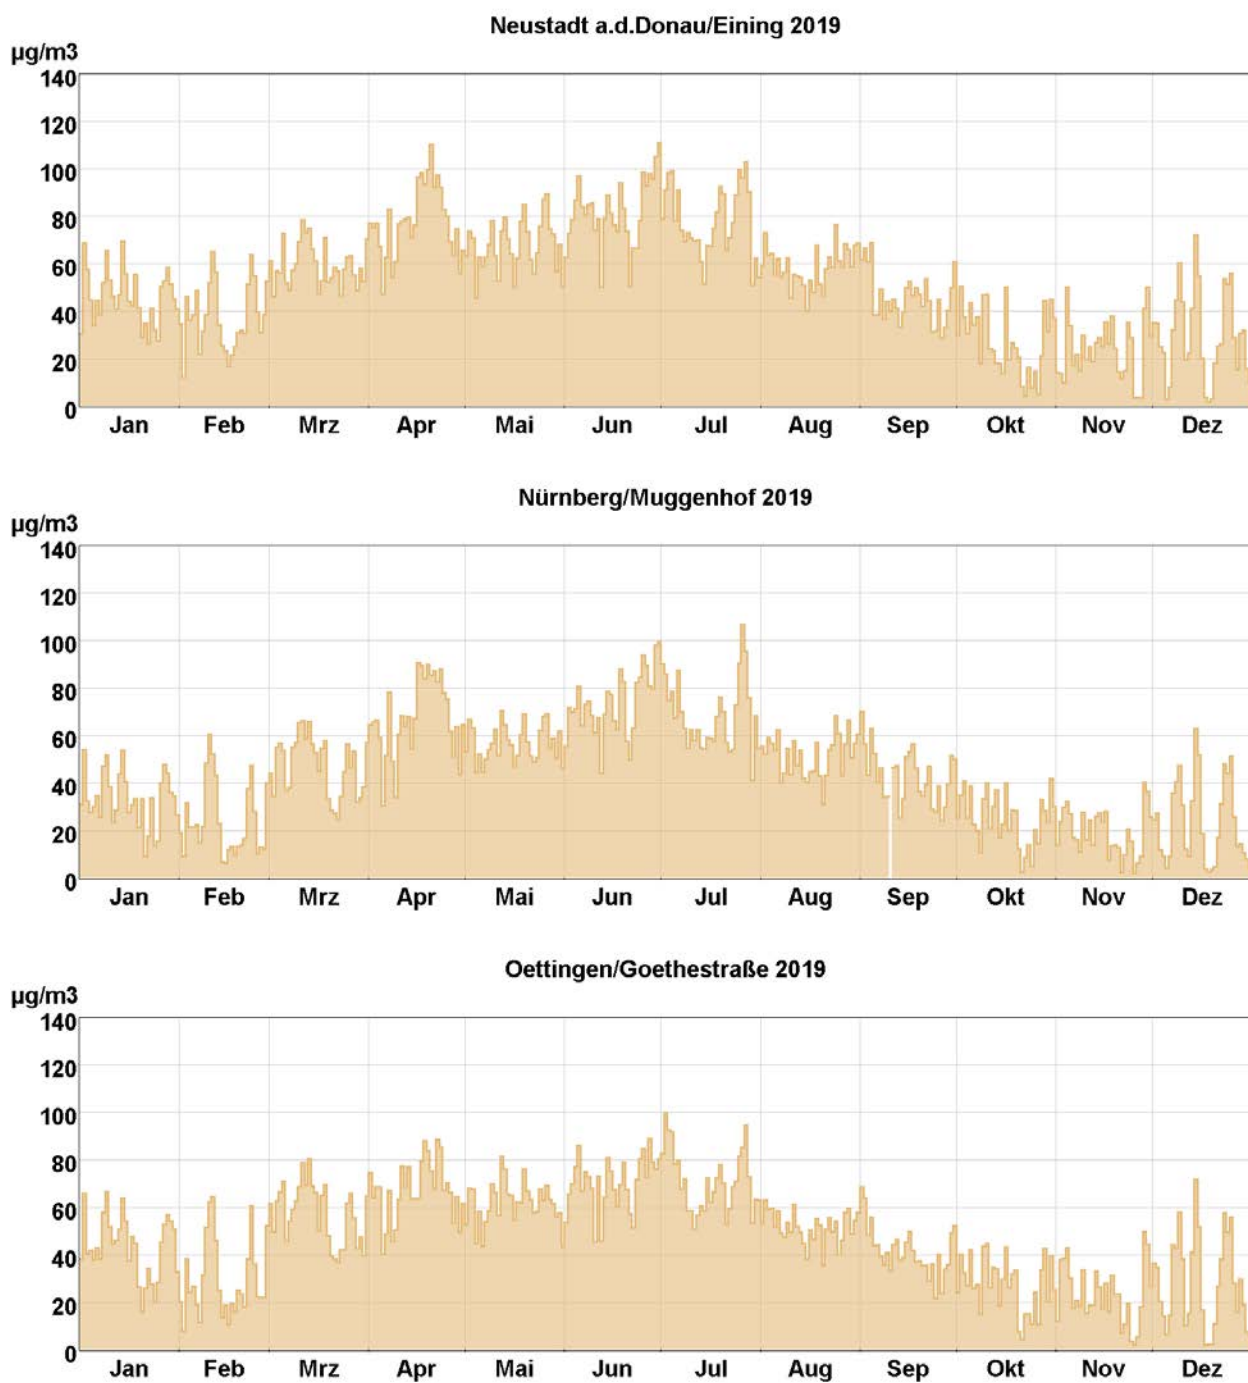 Neustadt a.d.Donau/Eining 2019
µg/m3
140
120
100
80
60
40
20
0
Jan Feb Mrz Apr Mai Jun Jul Aug Sep Okt Nov Dez
Nürnberg/Muggenhof 2019
µg/m3
140
120
100
80
60
40
20
0
Jan Feb Mrz Apr Mai Jun Jul Aug Sep Okt Nov Dez
Oettingen/Goethestraße 2019
µg/m3
140
120
100
80
60
40
20
0
Jan Feb Mrz Apr Mai Jun Jul Aug Sep Okt Nov Dez